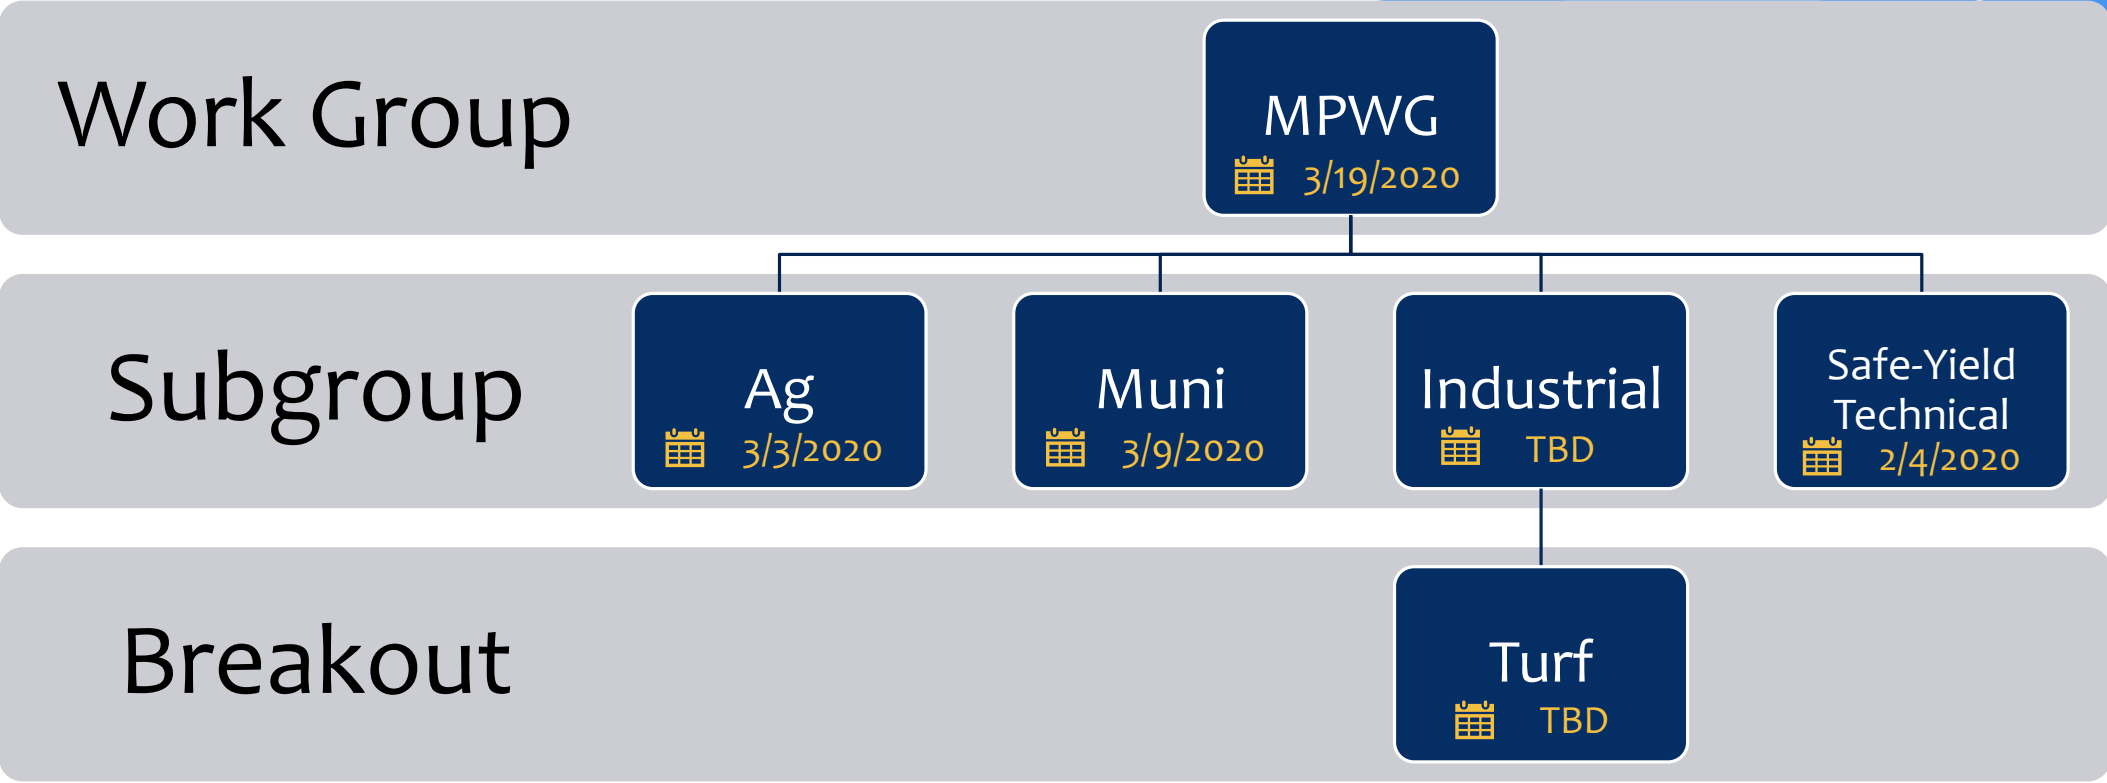 Work Group
MPWG
3/19/2020
Subgroup
Ag
3/3/2020
Muni
3/9/2020
Industrial
TBD
Safe-Yield
Technical
2/4/2020
Breakout
Turf
TBD